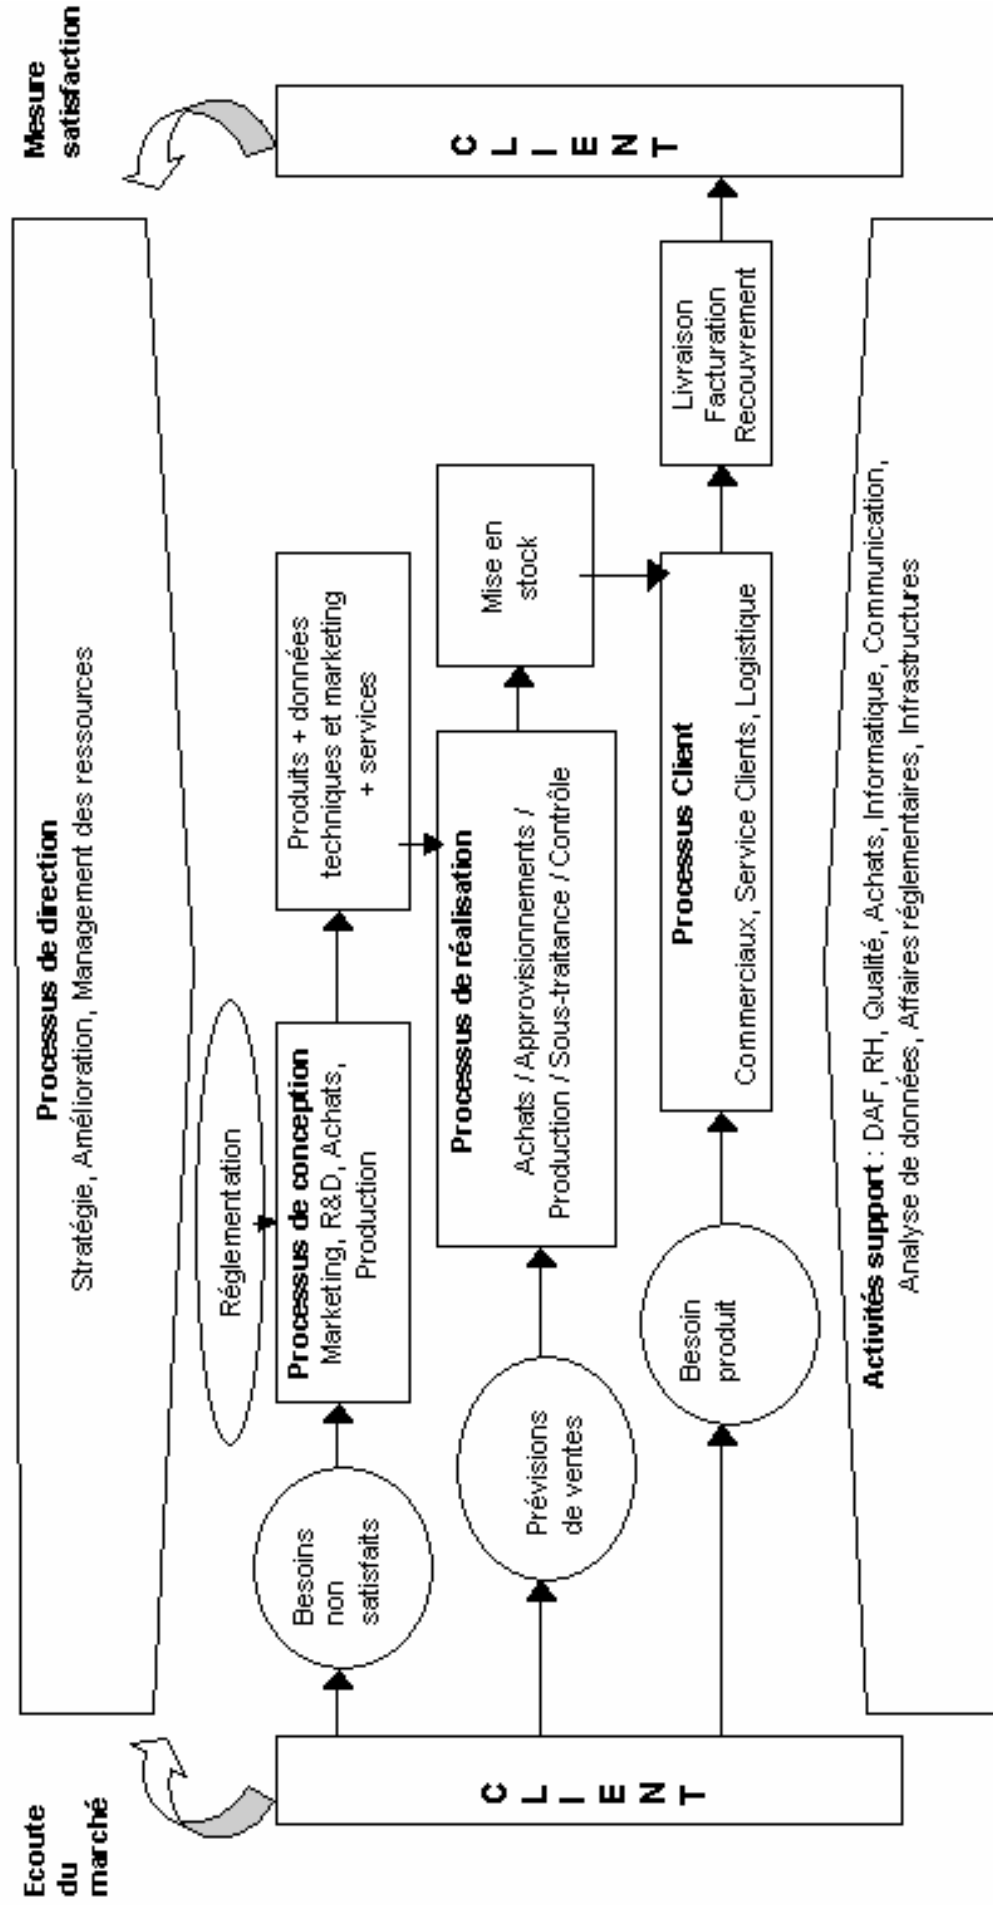 Ecoute
du
marché
Mesure
satisfaction
Processus de direction
Stratégie, Amélioration, Management des ressources
Réglementation
C L I E N T
Besoins
non
satisfaits
Processus de conception
Marketing, R&D, Achats,
Production
Produits + données
techniques et marketing
+ services
Prévisions
de ventes
Processus de réalisation
Achats / Approvisionnements /
Production / Sous-traitance / Contrôle
Mise en
stock
Besoin
produit
Processus Client
Commerciaux, Service Clients, Logistique
Livraison
Facturation
Recouvrement
C L I E N T
Activités support : DAF, RH, Qualité, Achats, Informatique, Communication,
Analyse de données, Affaires réglementaires, Infrastructures